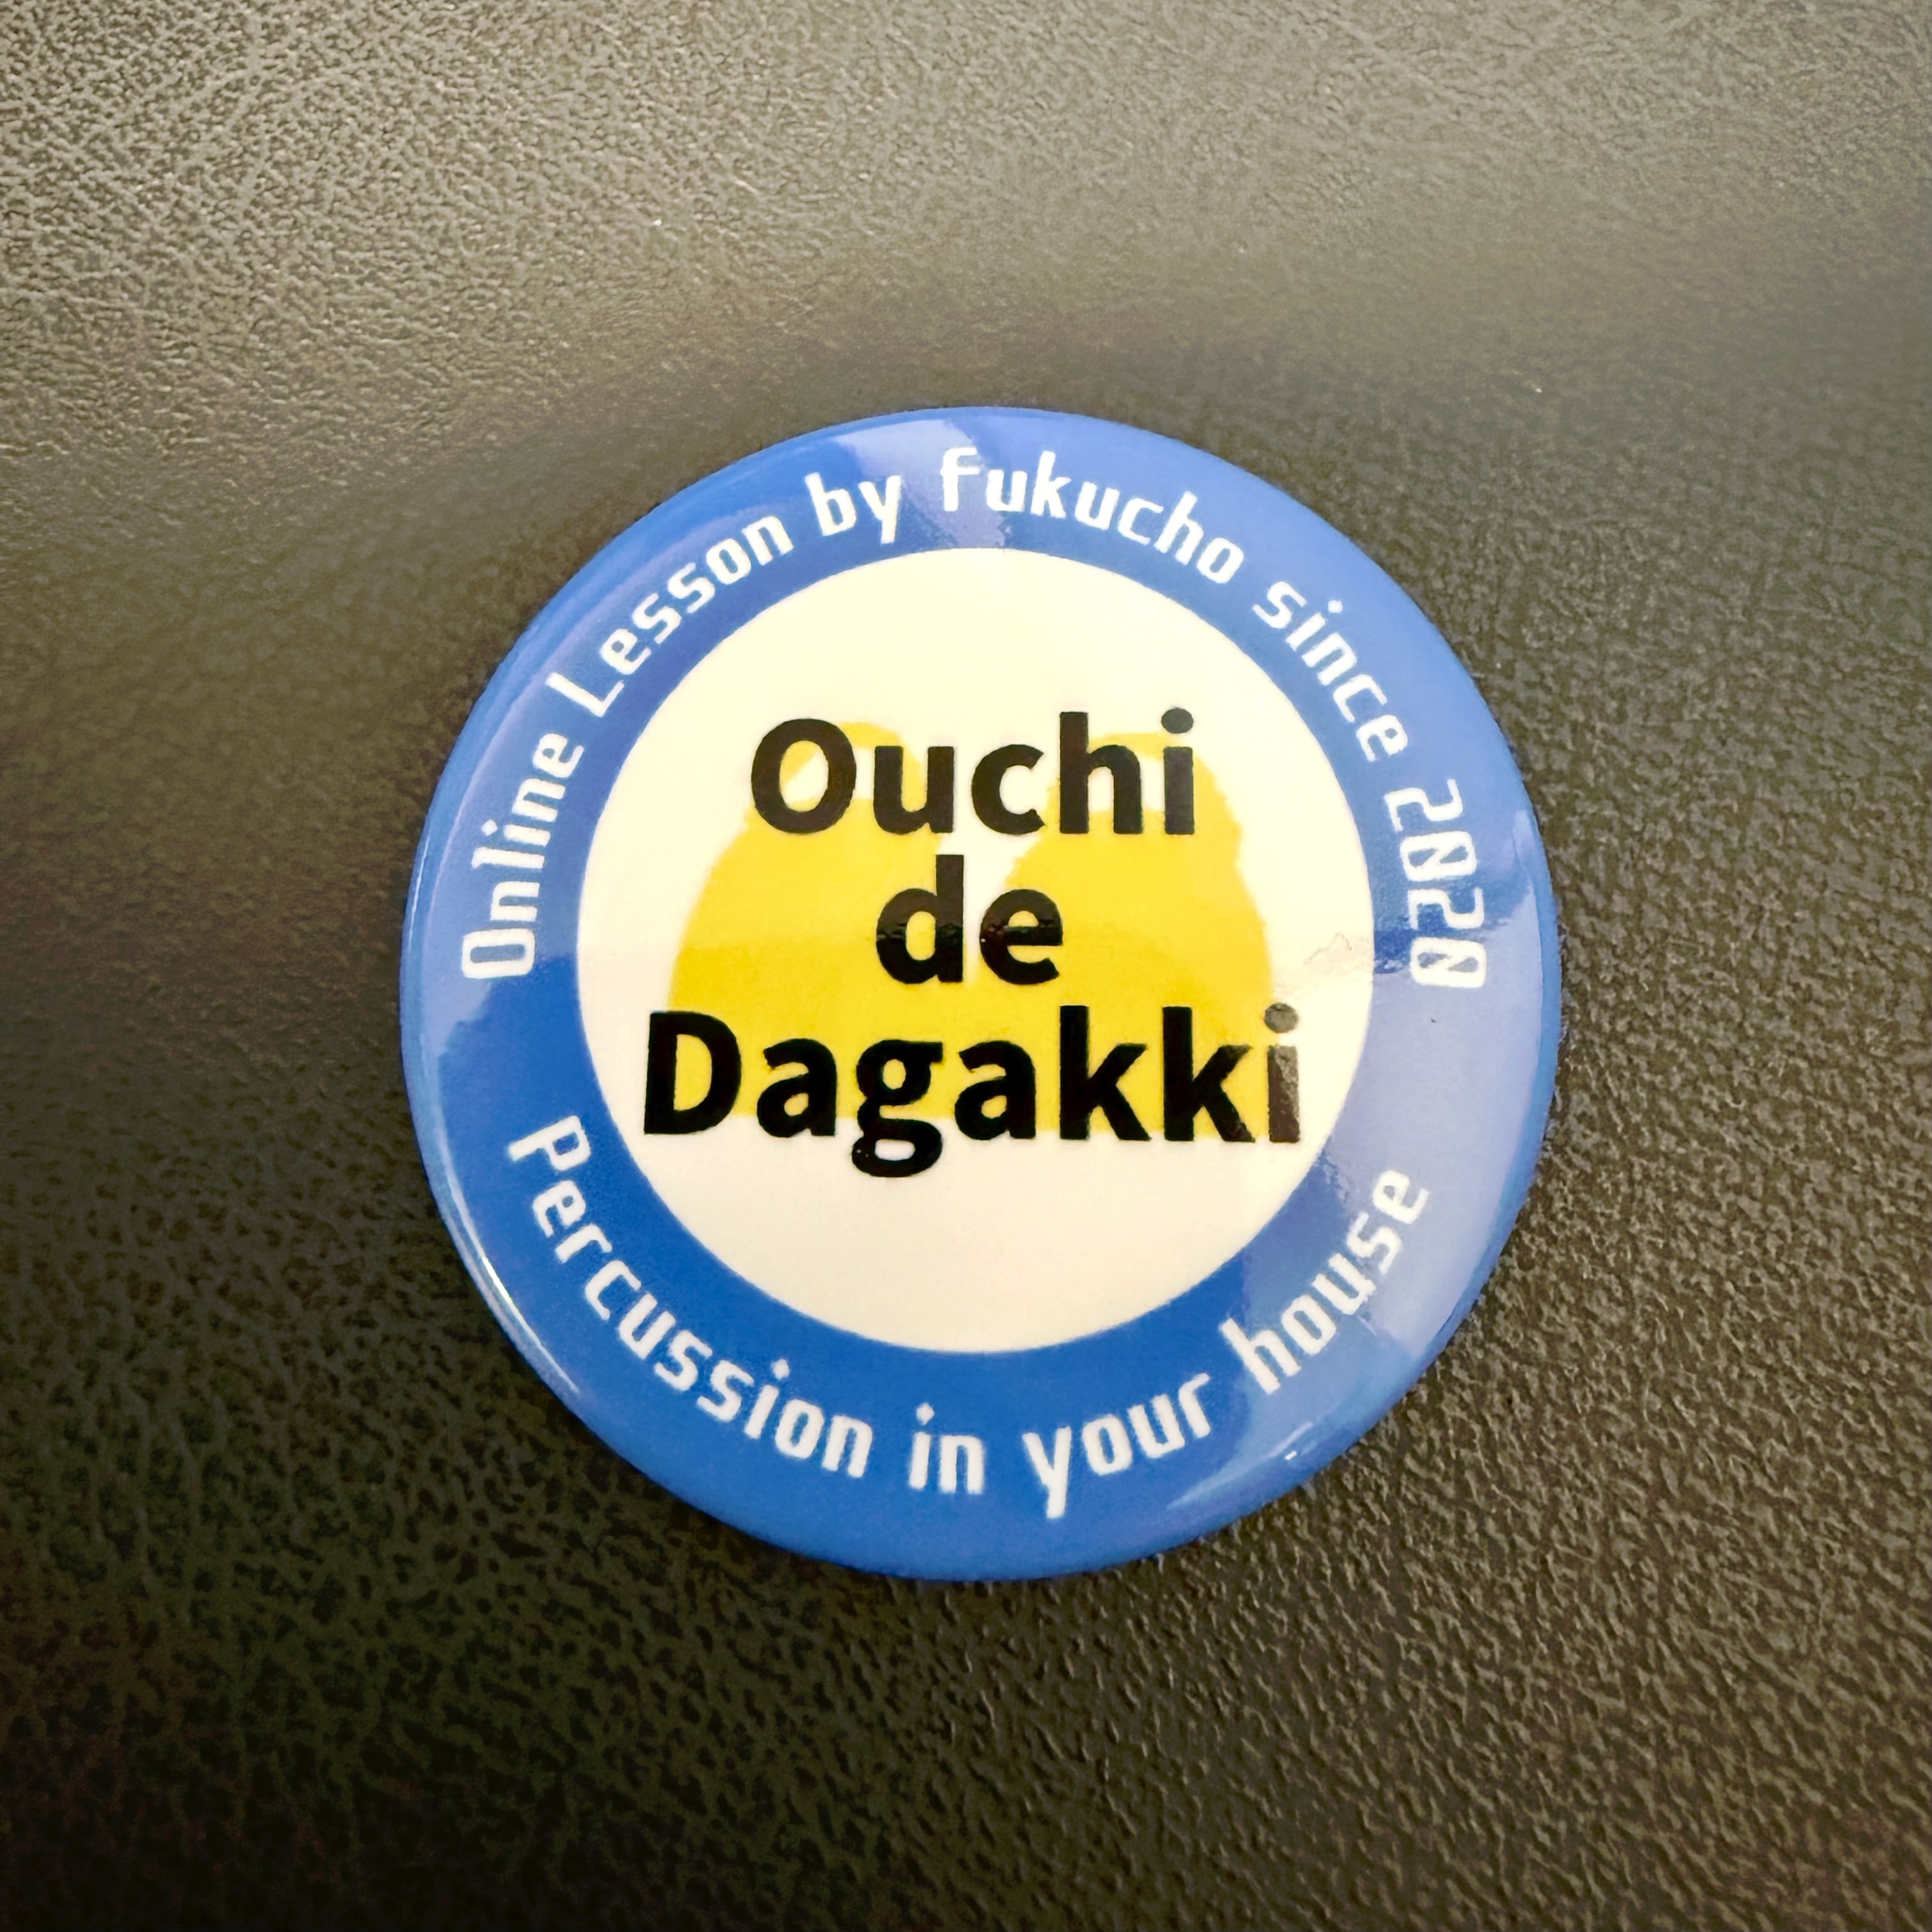 Online Lesson by Fukucho since 2020
Ouchi
de
Dagakki
Percussion in your house